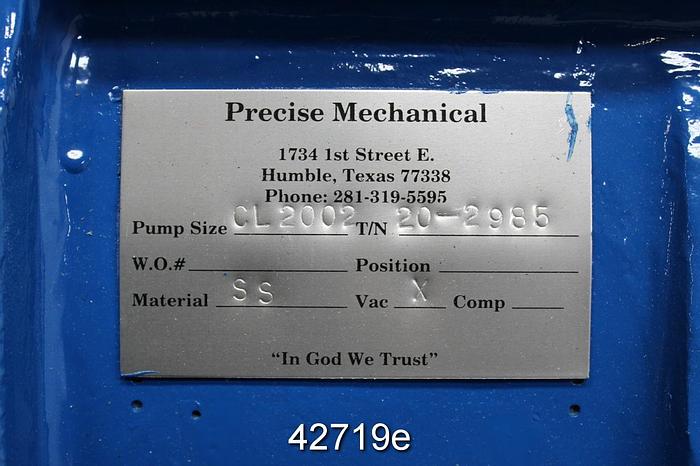 Precise Mechanical
1734 1st Street E.
Humble, Texas 77338
Phone: 281-319-5595
Pump Size CL2002 T/N 20-2985
W.O.# Position
Material SS Vac X Comp
“In God We Trust”
42719e